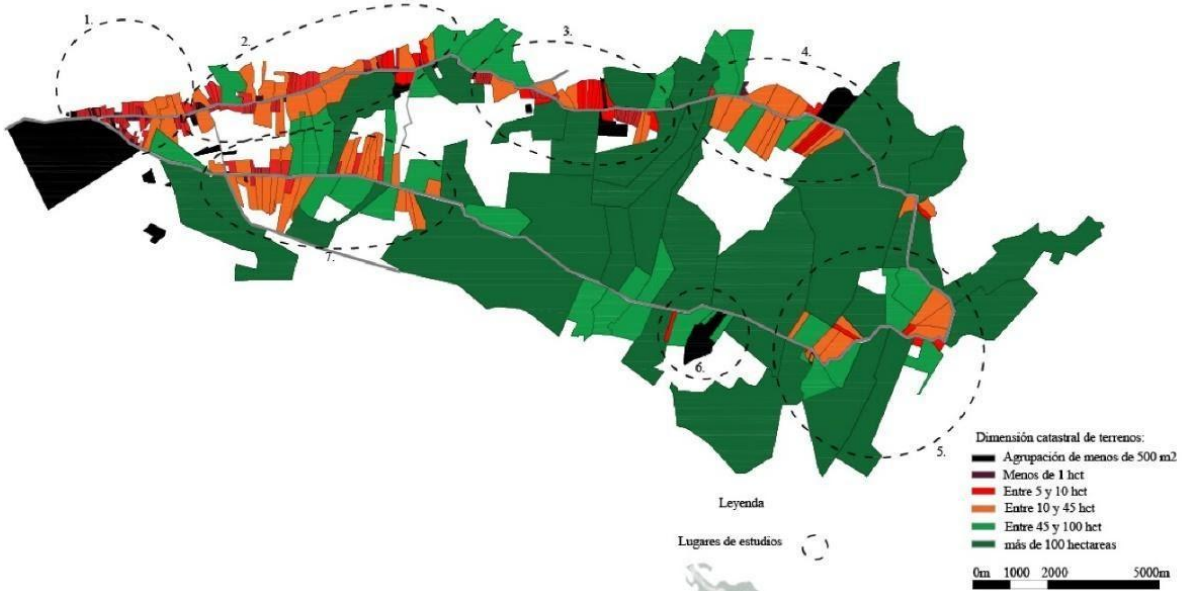 1.
2.
3.
4.
7.
6.
5.
Dimensión catastral de terrenos:
Agrupación de menos de 500 m2
Menos de 1 hct
Entre 5 y 10 hct
Entre 10 y 45 hct
Entre 45 y 100 hct
más de 100 hectareas
Leyenda
Lugares de estudios
0m 1000 2000 5000m